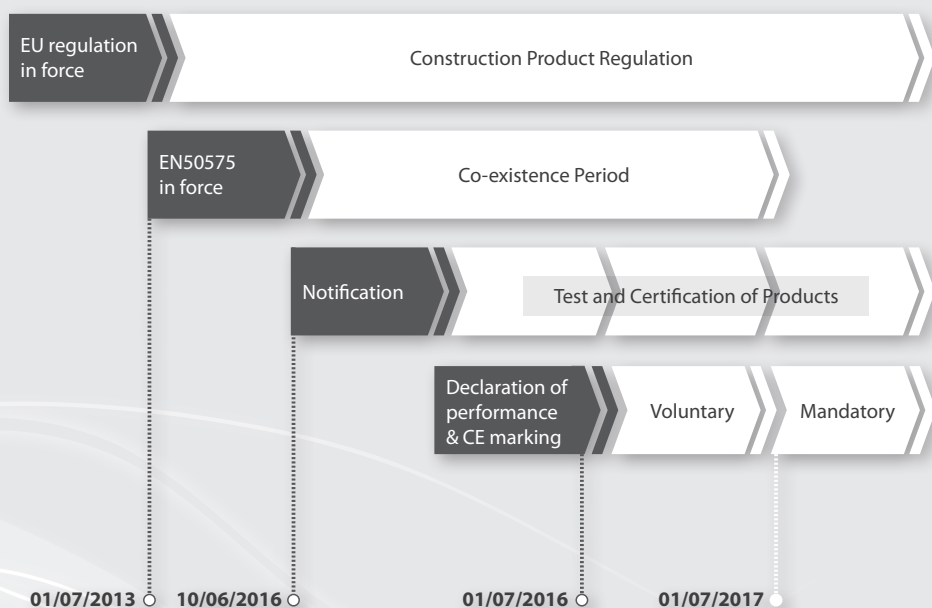 EU regulation
in force
Construction Product Regulation
EN50575
in force
Co-existence Period
Notification
Test and Certification of Products
Declaration of
performance
& CE marking
Voluntary
Mandatory
01/07/2013
10/06/2016
01/07/2016
01/07/2017